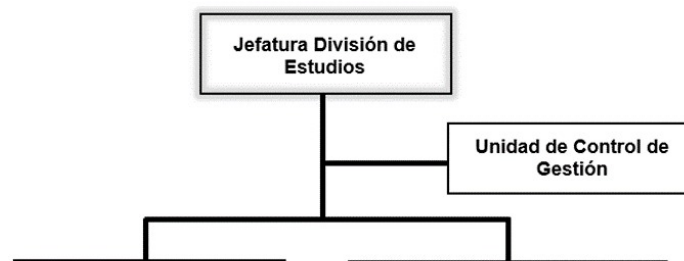 Jefatura División de
Estudios
Unidad de Control de
Gestión